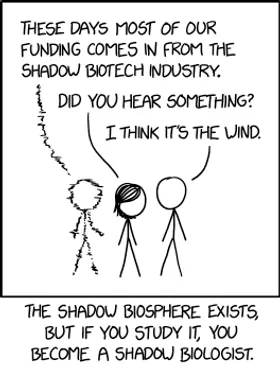 THESE DAYS MOST OF OUR
FUNDING COMES IN FROM THE
SHADOW BIOTECH INDUSTRY.
DID YOU HEAR SOMETHING?
I THINK IT'S THE WIND.
THE SHADOW BIOSPHERE EXISTS,
BUT IF YOU STUDY IT, YOU
BECOME A SHADOW BIOLOGIST.